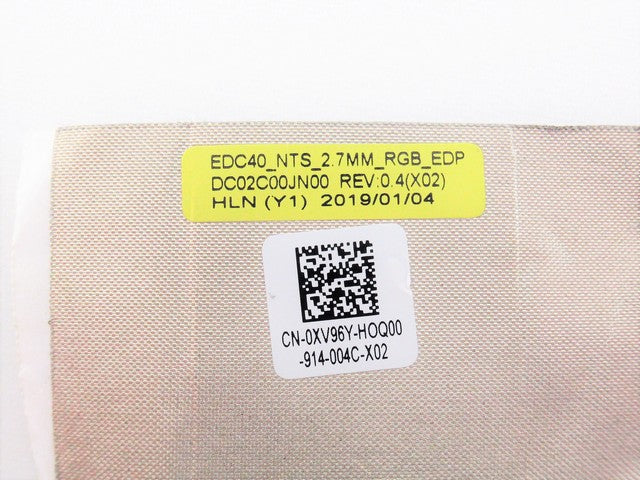 EDC40_NTS_2.7MM_RGB_EDP
DC02C00JN00 REV:0.4(X02)
HLN (Y1) 2019/01/04
CN-0XV96Y-HOQ00
-914-004C-X02